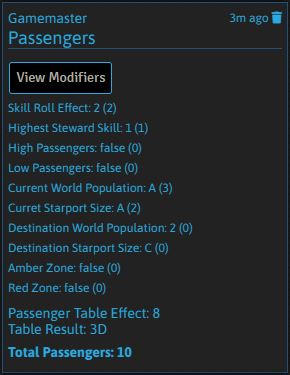 Gamemaster
3m ago
Passengers
View Modifiers
Skill Roll Effect: 2 (2)
Highest Steward Skill: 1 (1)
High Passengers: false (0)
Low Passengers: false (0)
Current World Population: A (3)
Curret Starport Size: A (2)
Destination World Population: 2 (0)
Destination Starport Size: C (0)
Amber Zone: false (0)
Red Zone: false (0)
Passenger Table Effect: 8
Table Result: 3D
Total Passengers: 10